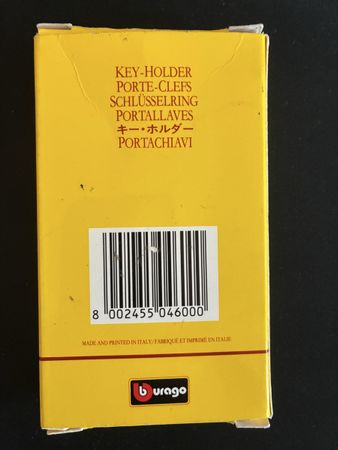 KEY-HOLDER
PORTE-CLEFS
SCHLÜSSELRING
PORTALLAVES
キー・ホルダー
PORTACHIAVI
8 002455 046000
MADE AND PRINTED IN ITALY / FABRIQUÉ ET IMPRIMÉ EN ITALIE
burago